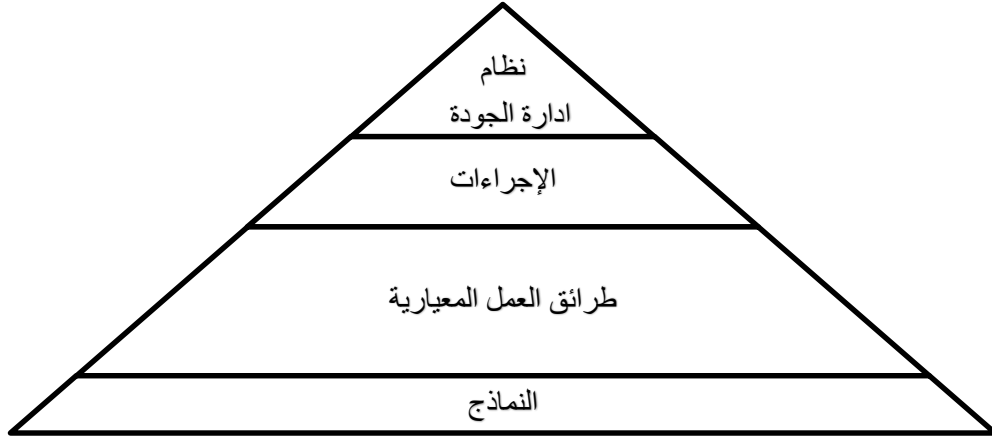 نظام
ادارة الجودة
الإجراءات
طرائق العمل المعيارية
النماذج